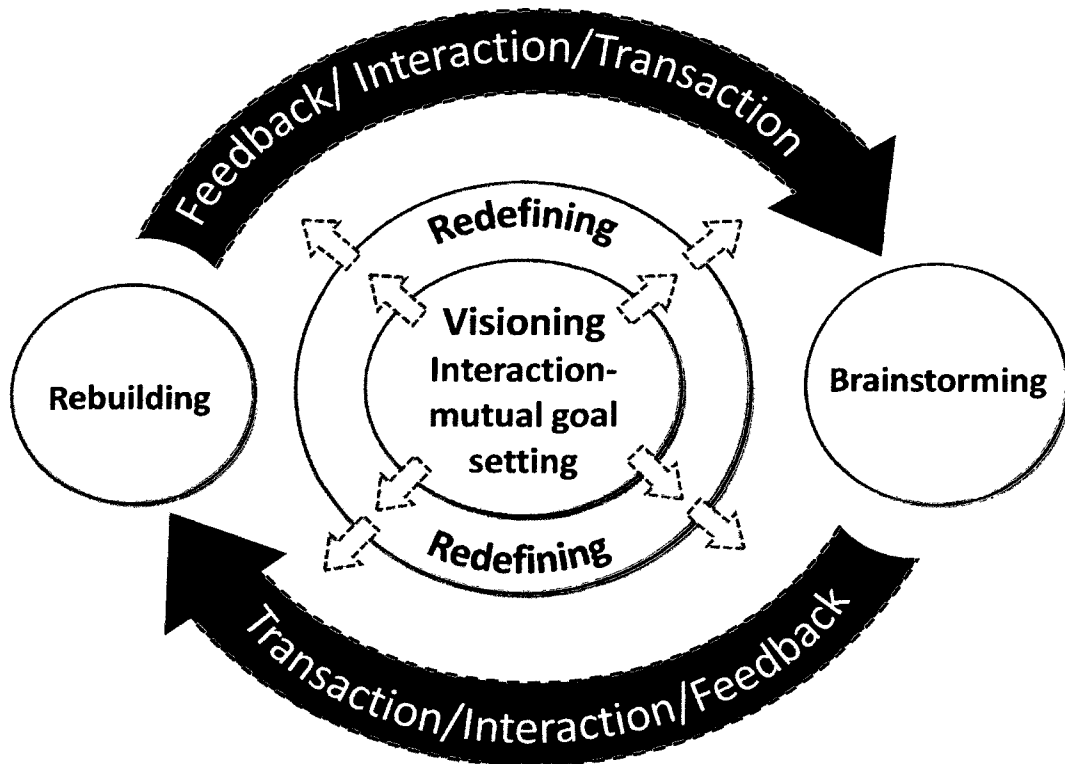 Feedback/ Interaction/Transaction
Redefining
Visioning
Interaction-
mutual goal
setting
Rebuilding
Brainstorming
Redefining
Transaction/Interaction/Feedback